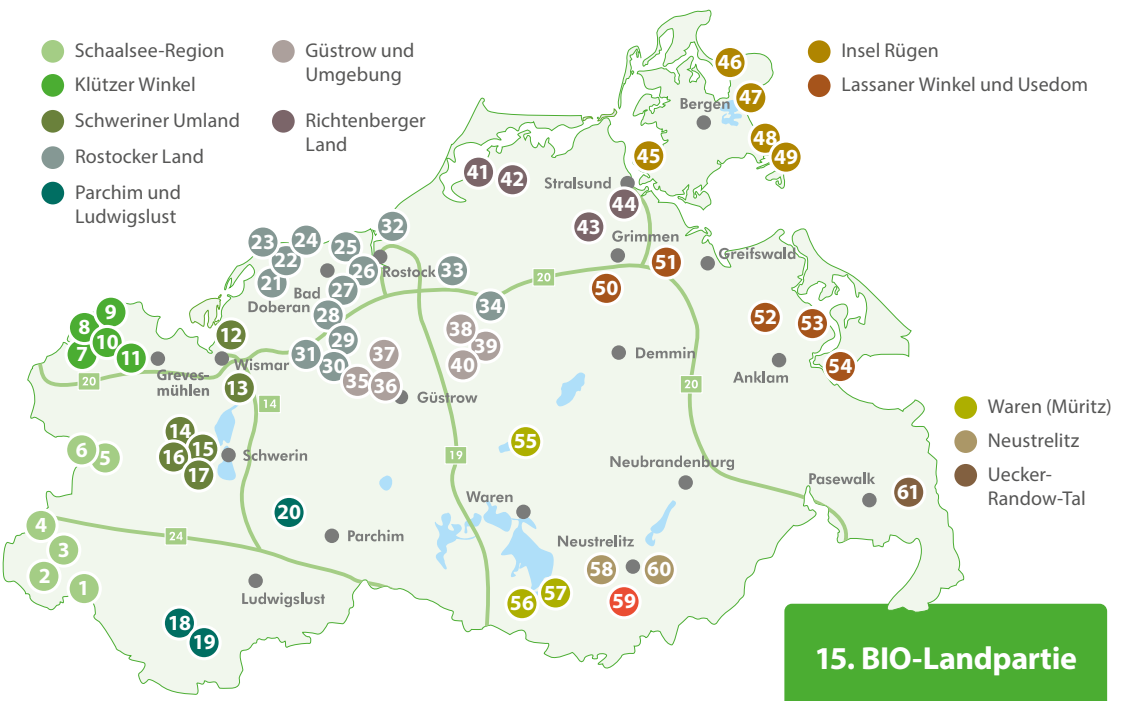 Schaalsee-Region
Klützer Winkel
Schweriner Umland
Rostocker Land
Parchim und
Ludwigslust
Güstrow und
Umgebung
Richtenberger
Land
Insel Rügen
Lassaner Winkel und Usedom
46
47
Bergen
48
49
45
41
42
Stralsund
44
43
Grimmen
32
23
24
25
22
26
Rostock
33
21
Bad
Doberan
27
28
34
20
51
50
Greifswald
52
53
54
Anklam
Demmin
9
8
10
7
11
20
Greves-
mühlen
12
Wismar
13
14
29
31
30
37
35
36
Güstrow
38
39
40
20
14
15
16
17
Schwerin
6
5
19
55
Neubrandenburg
Waren
Pasewalk
61
Waren (Müritz)
Neustrelitz
Uecker-
Randow-Tal
20
Parchim
4
24
3
2
1
Ludwigslust
18
19
Neustrelitz
58
60
59
57
56
15. BIO-Landpartie